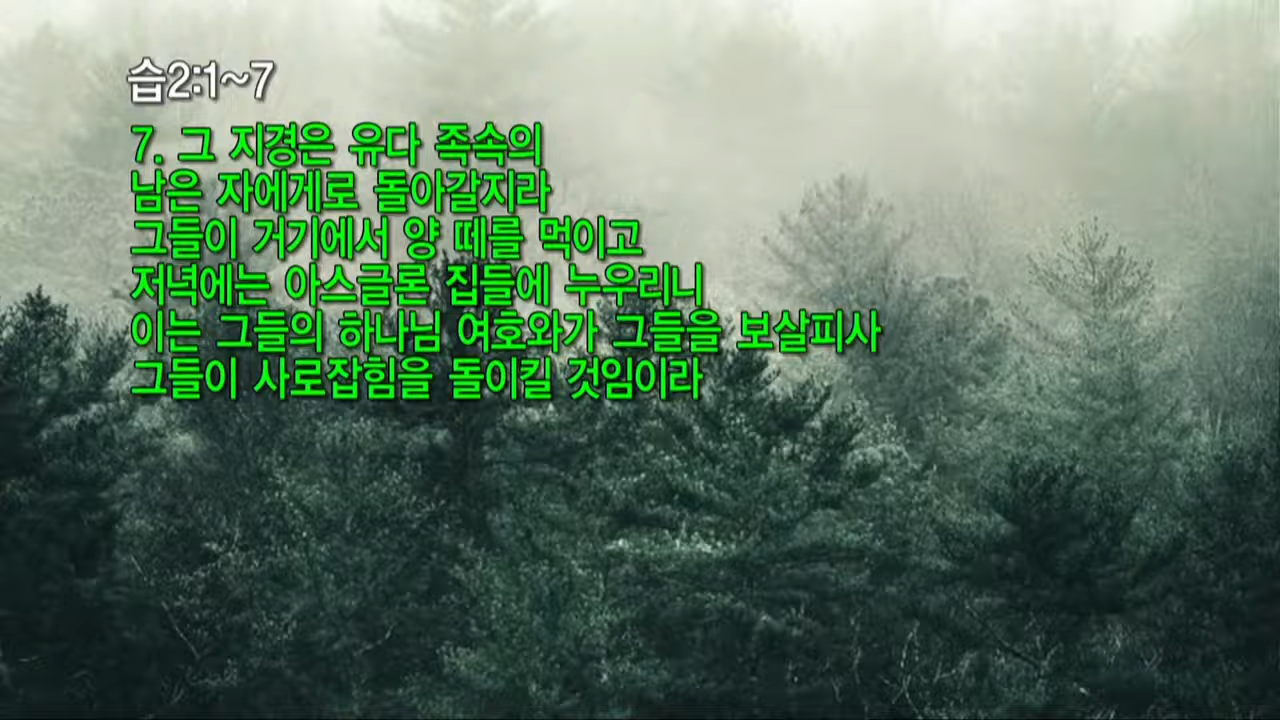 습2:1~7
7. 그 지경은 유다 족속의
남은 자에게로 돌아갈지라
그들이 거기에서 양 떼를 먹이고
저녁에는 아스글론 집들에 누우리니
이는 그들의 하나님 여호와가 그들을 보살피사
그들이 사로잡힘을 돌이킬 것임이라